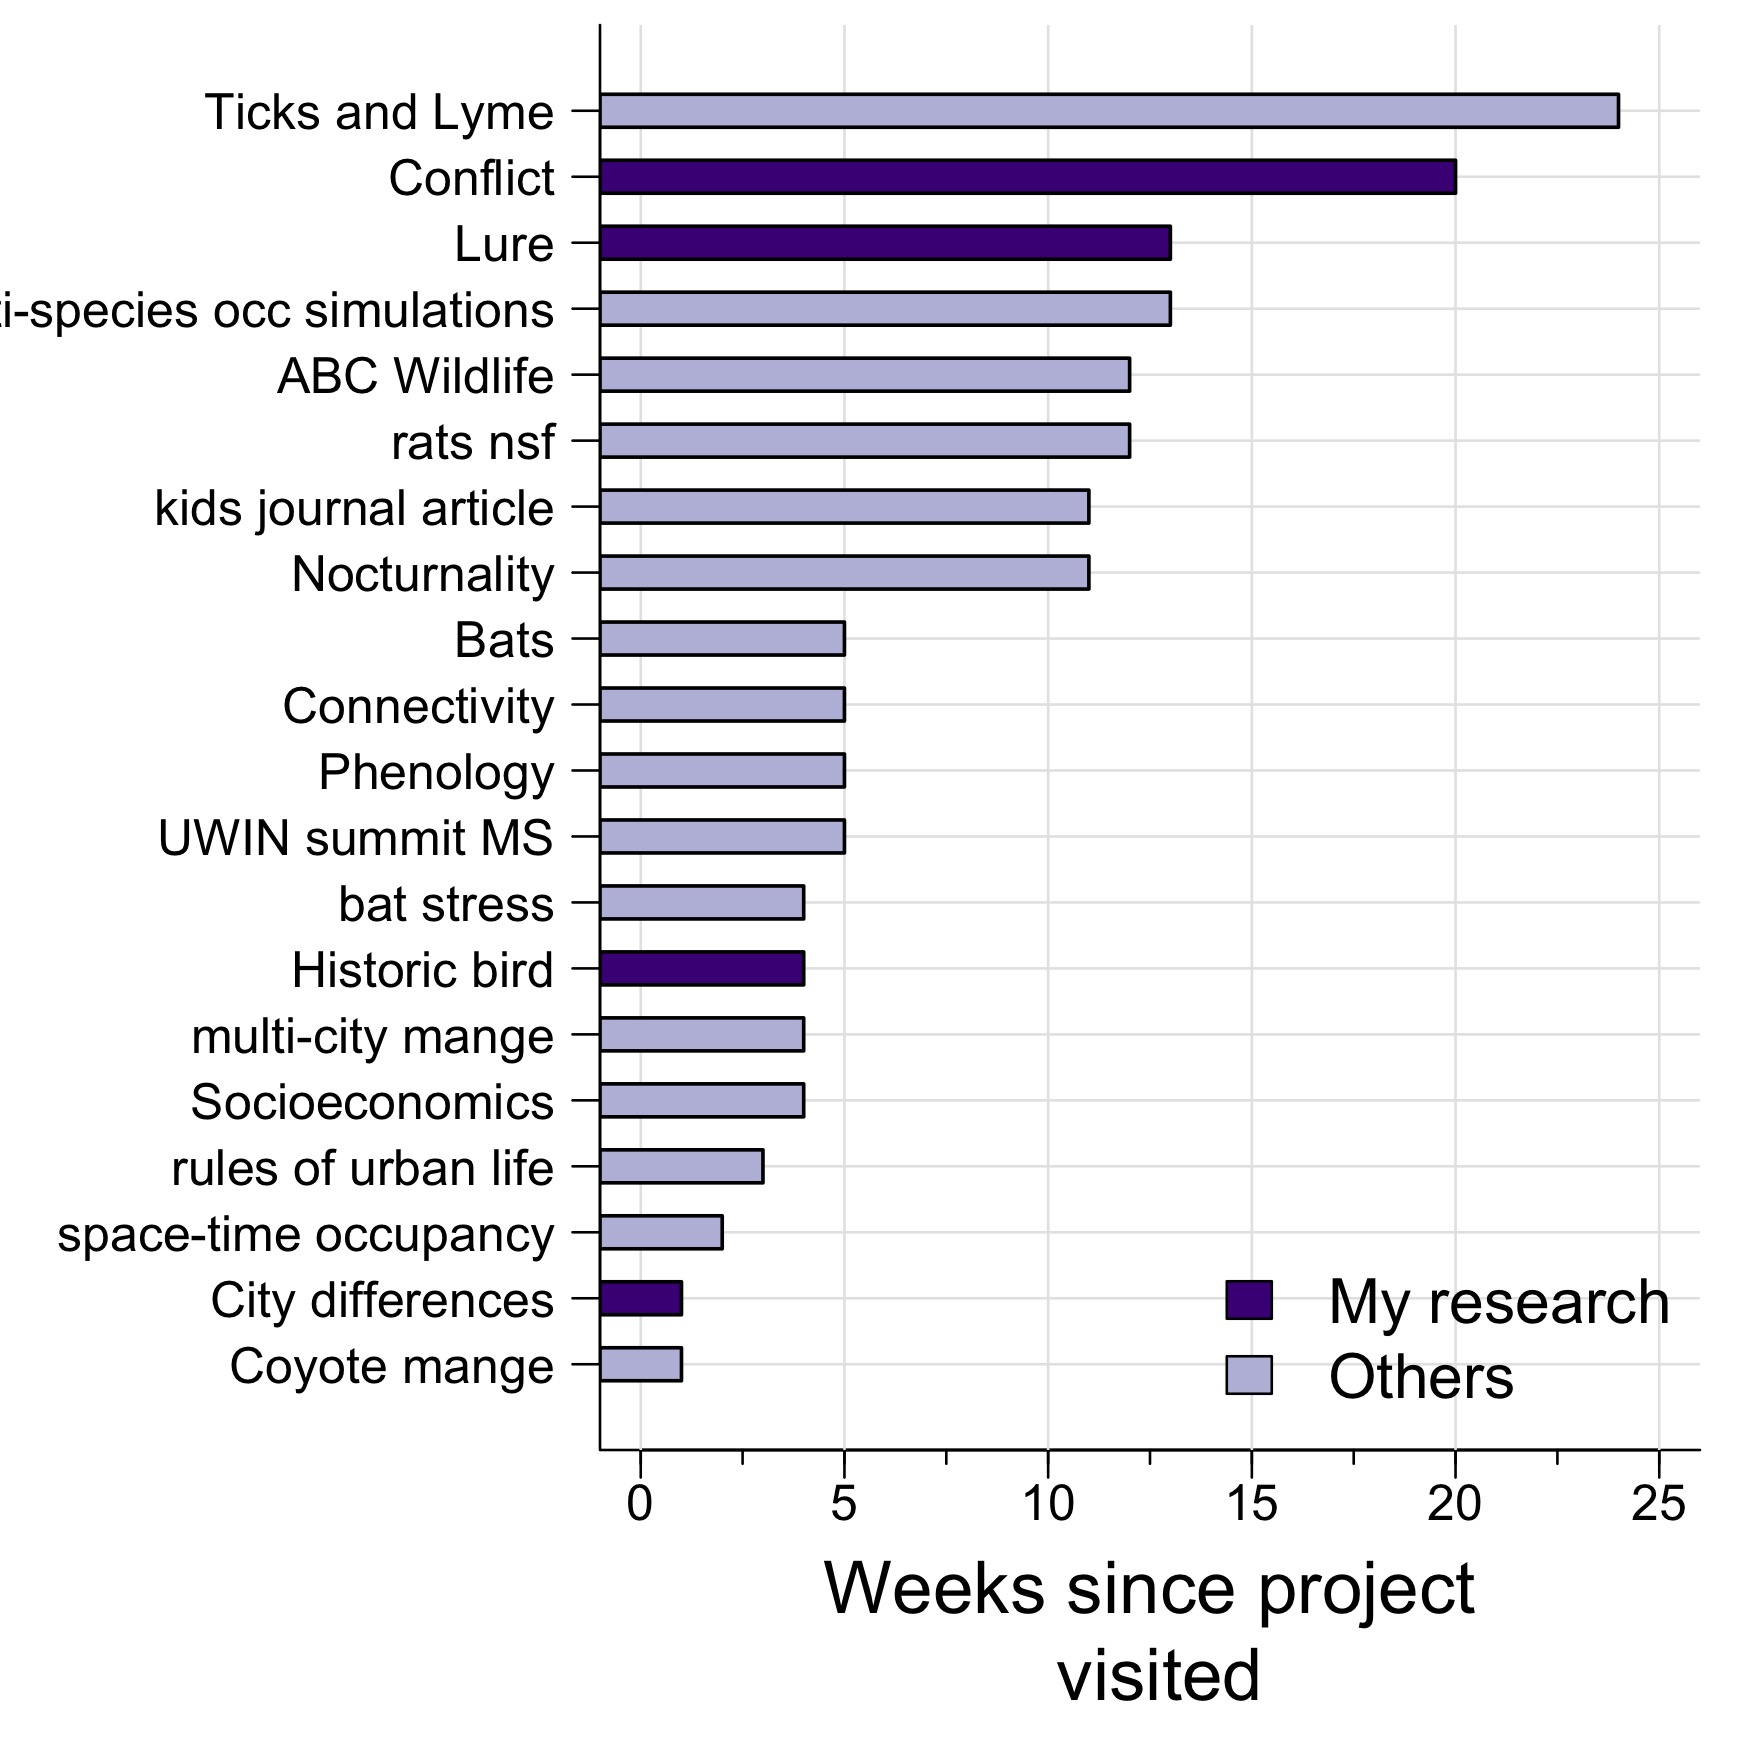 Ticks and Lyme
Conflict
Lure
i-species occ simulations
ABC Wildlife
rats nsf
kids journal article
Nocturnality
Bats
Connectivity
Phenology
UWIN summit MS
bat stress
Historic bird
multi-city mange
Socioeconomics
rules of urban life
space-time occupancy
City differences
Coyote mange
My research
Others
0 5 10 15 20 25
Weeks since project
visited